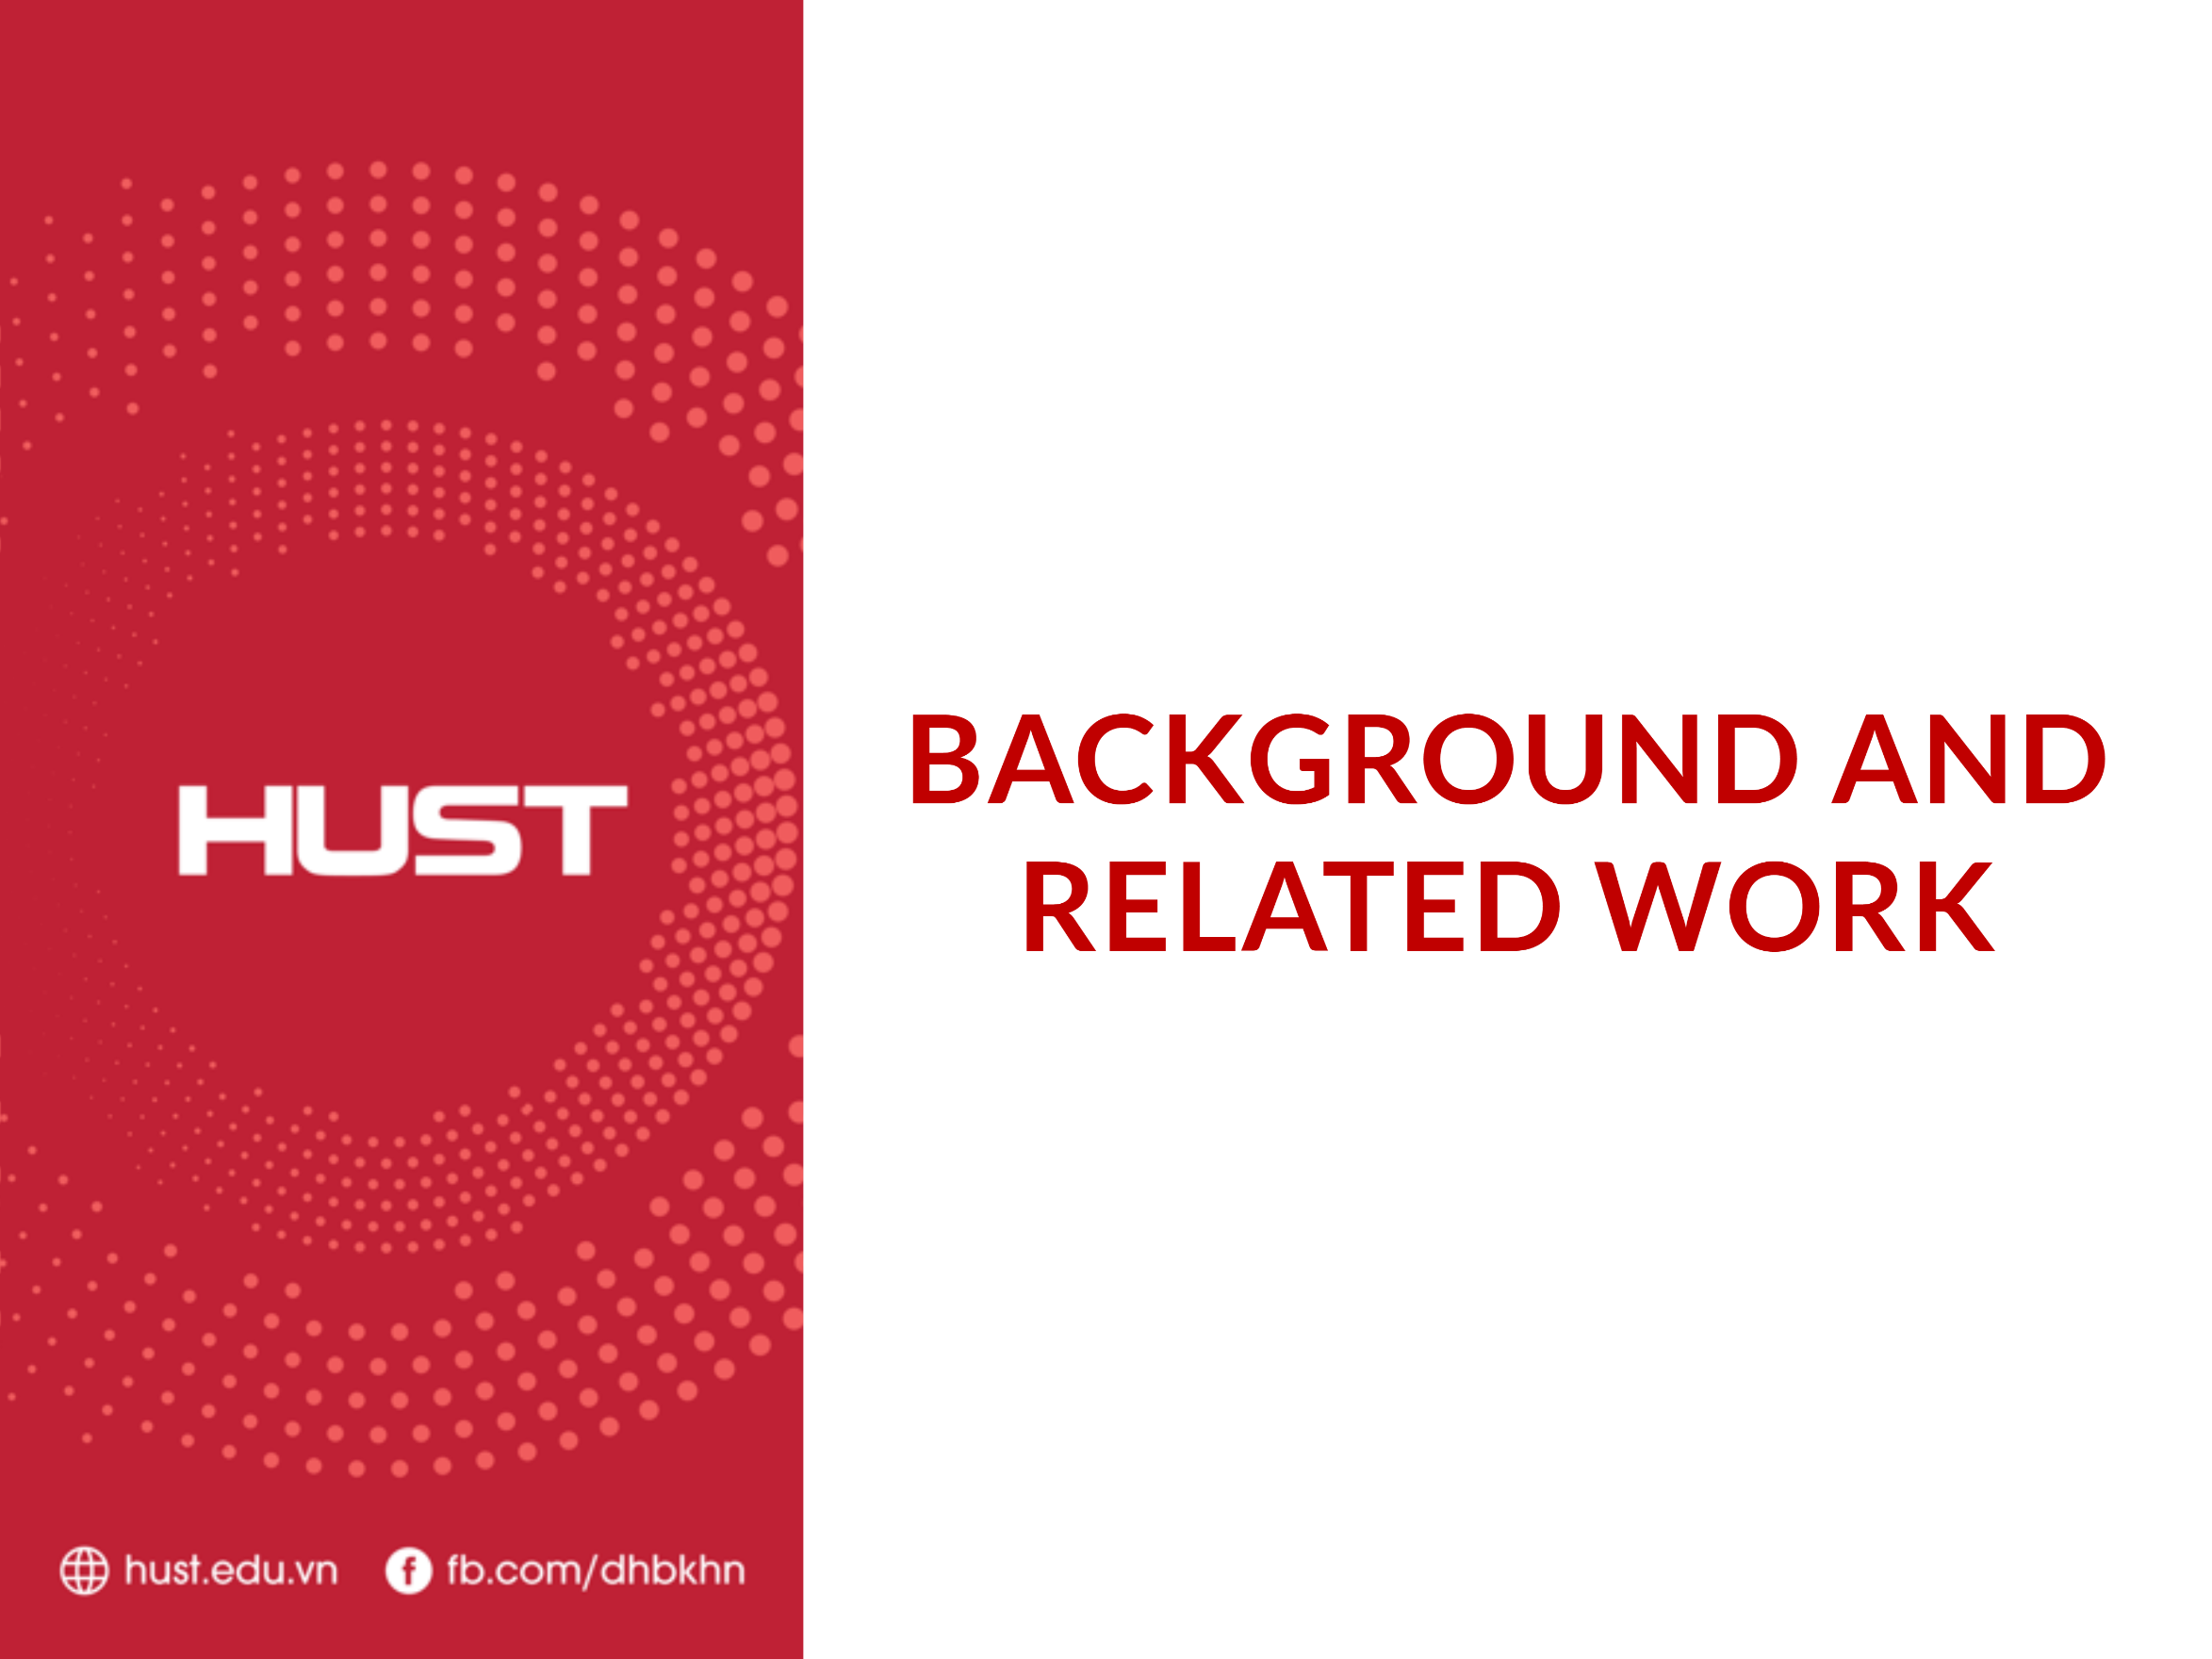 HUST
hust.edu.vn
fb.com/dhbkhn
BACKGROUND AND
RELATED WORK